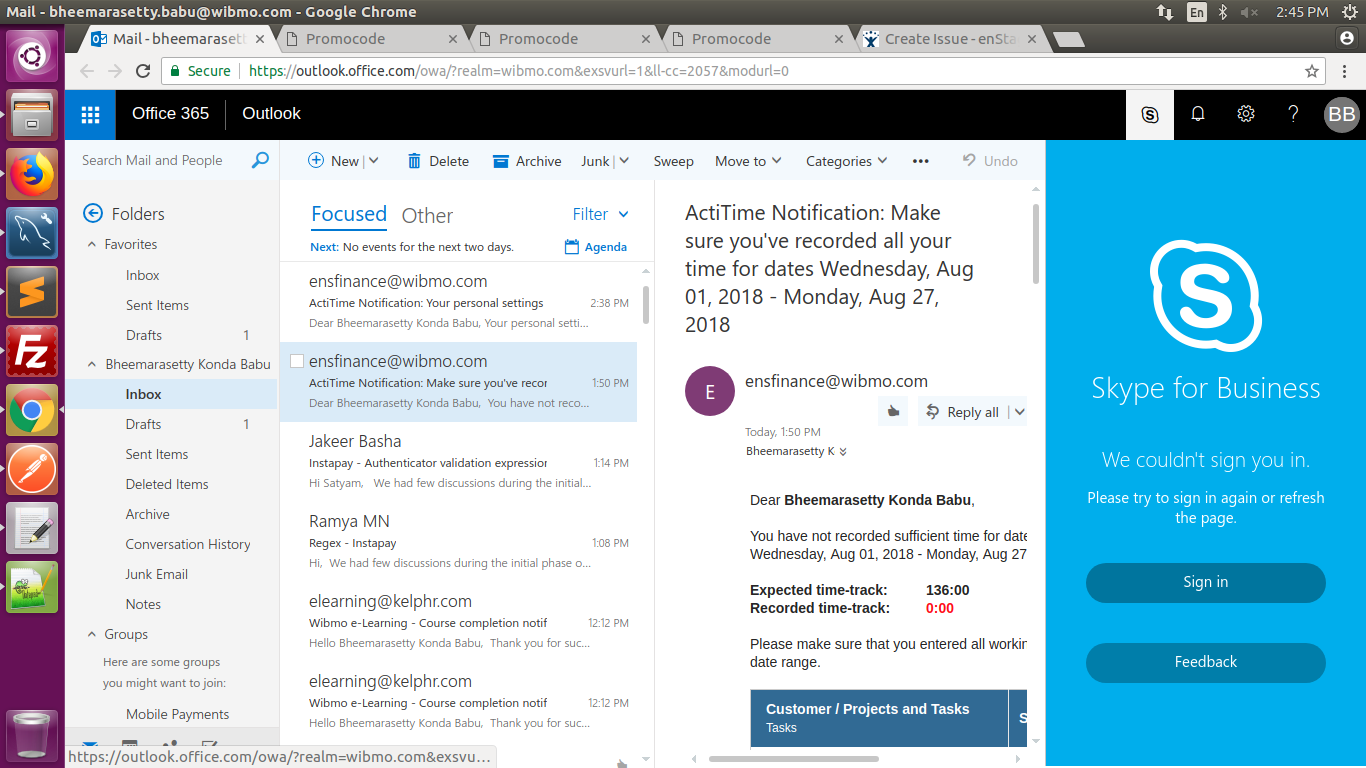 Mail - bheemarasetty.babu@wibmo.com - Google Chrome
En
2:45 PM
Mail - bheemarasett
Promocode
Promocode
Promocode
Create Issue - enSta
Secure
https://outlook.office.com/owa/?realm=wibmo.com&exsvurl=1&ll-cc=2057&modurl=0
Office 365
Outlook
BB
Search Mail and People
New
Delete
Archive
Junk
Sweep
Move to
Categories
Undo
Folders
Favorites
Inbox
Sent Items
Drafts 1
Bheemarasetty Konda Babu
Inbox
Drafts 1
Sent Items
Deleted Items
Archive
Conversation History
Junk Email
Notes
Groups
Here are some groups
you might want to join:
Mobile Payments
https://outlook.office.com/owa/?realm=wibmo.com&exsvu...
Focused
Other
Filter
Next: No events for the next two days.
Agenda
ensfinance@wibmo.com
ActiTime Notification: Your personal settings 2:38 PM
Dear Bheemarasetty Konda Babu, Your personal setti...
ensfinance@wibmo.com
ActiTime Notification: Make sure you've recor 1:50 PM
Dear Bheemarasetty Konda Babu, You have not reco...
Jakeer Basha
Instapay - Authenticator validation expression 1:14 PM
Hi Satyam, We had few discussions during the initial...
Ramya MN
Regex - Instapay 1:08 PM
Hi, We had few discussions during the initial phase o...
elearning@kelphr.com
Wibmo e-Learning - Course completion notif 12:12 PM
Hello Bheemarasetty Konda Babu, Thank you for suc...
elearning@kelphr.com
Wibmo e-Learning - Course completion notif 12:12 PM
Hello Bheemarasetty Konda Babu, Thank you for suc...
ActiTime Notification: Make
sure you've recorded all your
time for dates Wednesday, Aug
01, 2018 - Monday, Aug 27,
2018
E
ensfinance@wibmo.com
Reply all
Today, 1:50 PM
Bheemarasetty K
Dear Bheemarasetty Konda Babu,
You have not recorded sufficient time for date
Wednesday, Aug 01, 2018 - Monday, Aug 27
Expected time-track: 136:00
Recorded time-track: 0:00
Please make sure that you entered all workin
date range.
Customer / Projects and Tasks
Tasks
S
Skype for Business
We couldn't sign you in.
Please try to sign in again or refresh
the page.
Sign in
Feedback